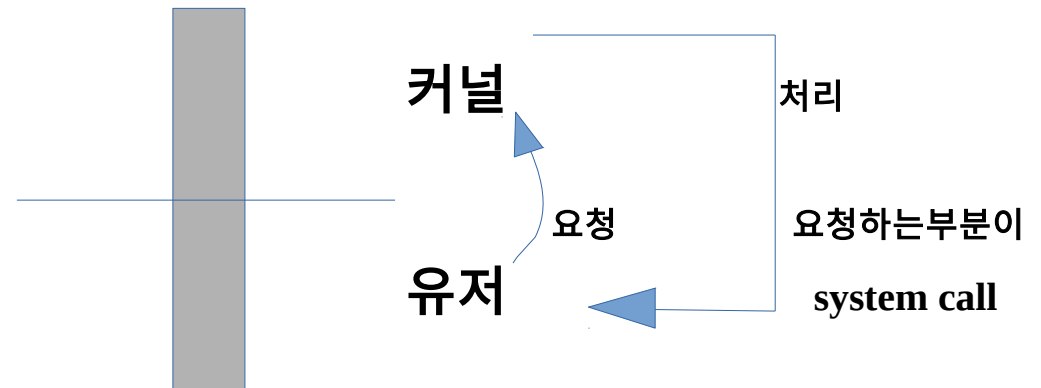 커널
처리
요청
요청하는부분이
유저
system call